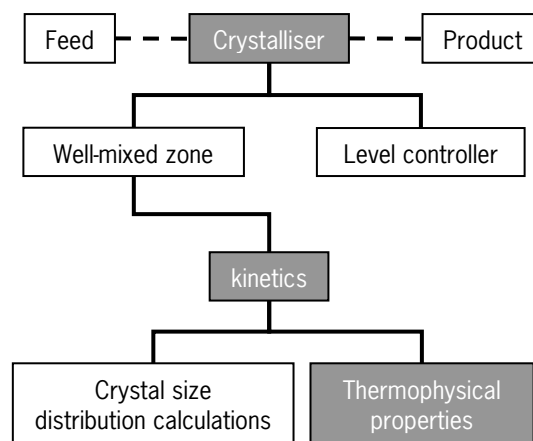 Feed
Crystalliser
Product
Well-mixed zone
Level controller
kinetics
Crystal size
distribution calculations
Thermophysical
properties